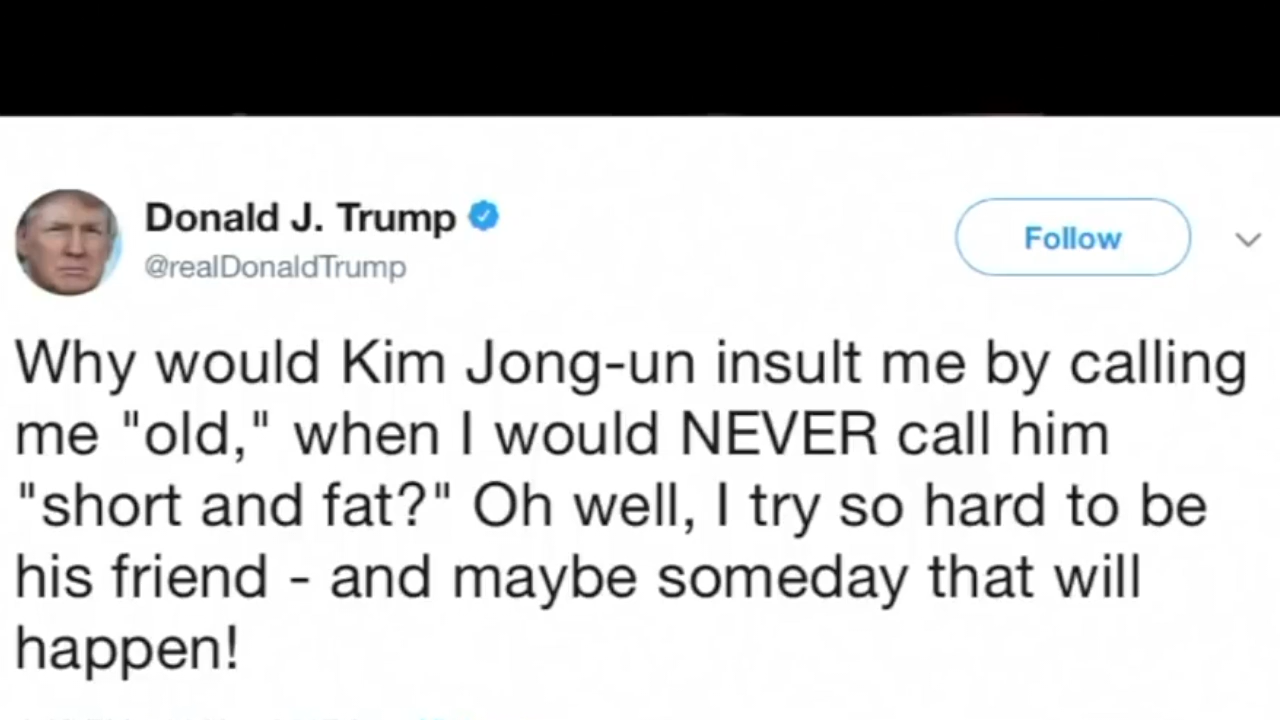 Donald J. Trump
@realDonaldTrump
Follow
Why would Kim Jong-un insult me by calling
me "old," when I would NEVER call him
"short and fat?" Oh well, I try so hard to be
his friend - and maybe someday that will
happen!